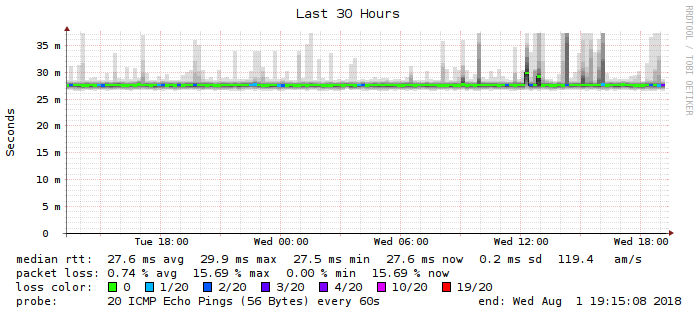 Last 30 Hours
RRDTOOL / TOBI OETIKER
Seconds
35 m
30 m
25 m
20 m
15 m
10 m
5 m
0
Tue 18:00 Wed 00:00 Wed 06:00 Wed 12:00 Wed 18:00
median rtt: 27.6 ms avg 29.9 ms max 27.5 ms min 27.6 ms now 0.2 ms sd 119.4 am/s
packet loss: 0.74 % avg 15.69 % max 0.00 % min 15.69 % now
loss color: 0 1/20 2/20 3/20 4/20 10/20 19/20
probe: 20 ICMP Echo Pings (56 Bytes) every 60s end: Wed Aug 1 19:15:08 2018